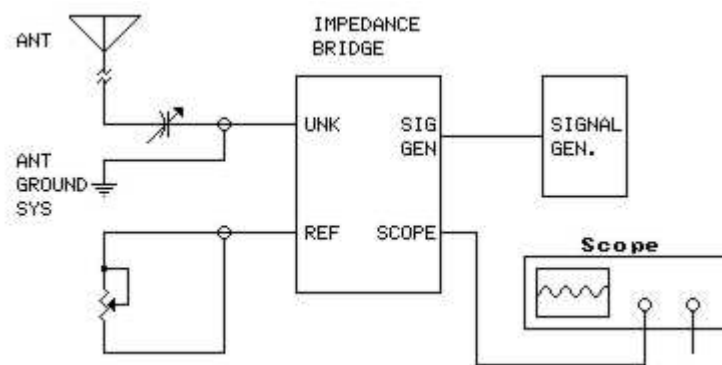 IMPEDANCE
BRIDGE
ANT
UNK
SIG
GEN
SIGNAL
GEN.
ANT
GROUND
SYS
REF
SCOPE
Scope